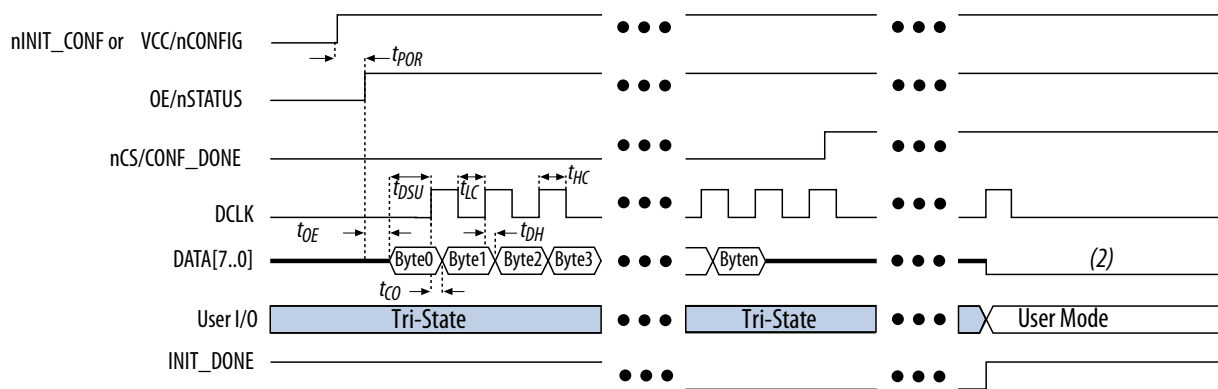 nINIT_CONF or VCC/nCONFIG
tPOR
OE/nSTATUS
nCS/CONF_DONE
tDSU tLC tHC
DCLK
tOE tDH
DATA[7..0] Byte0 Byte1 Byte2 Byte3 Byten (2)
tCO
User I/O Tri-State Tri-State User Mode
INIT_DONE